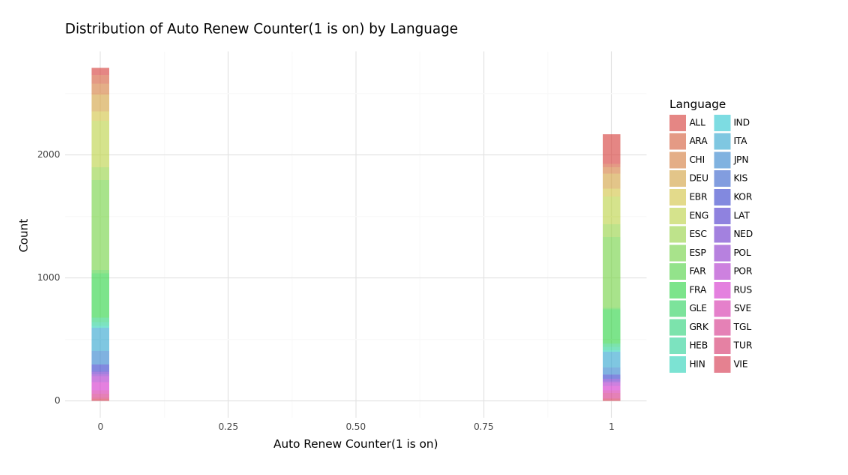 Distribution of Auto Renew Counter(1 is on) by Language
Count
2000
1000
0
0
0.25
0.50
0.75
1
Auto Renew Counter(1 is on)
Language
ALL
ARA
CHI
DEU
EBR
ENG
ESC
ESP
FAR
FRA
GLE
GRK
HEB
HIN
IND
ITA
JPN
KIS
KOR
LAT
NED
POL
POR
RUS
SVE
TGL
TUR
VIE